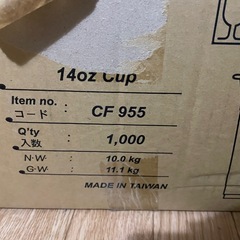 14oz Cup
Item no. : CF 955
コード
Q'ty : 1,000
入数
N·W· : 10.0 kg
G·W· : 11.1 kg
MADE IN TAIWAN